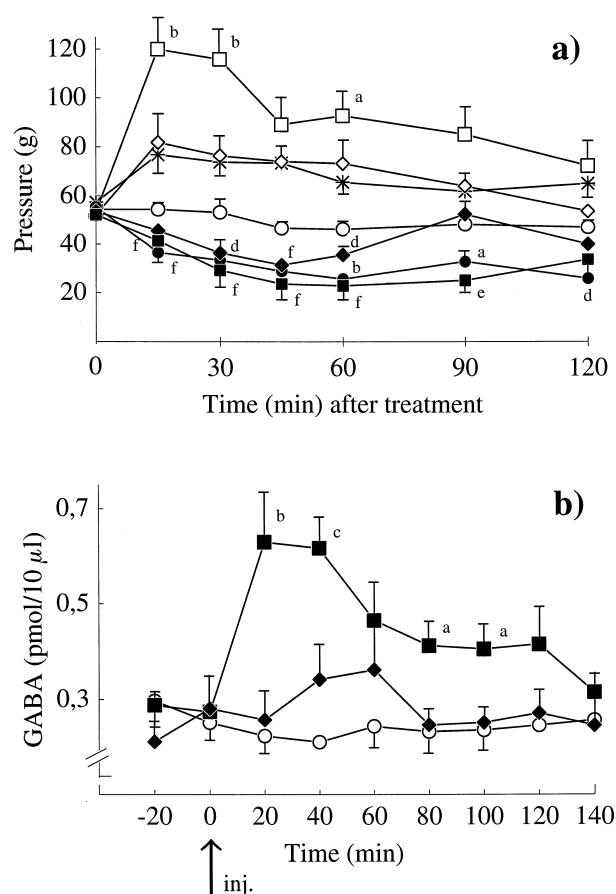 a)
120
100
80
60
40
20
Pressure (g)
b
b
a
d
f
d
f
f
f
f
b
f
a
e
d
0
30
60
90
120
Time (min) after treatment
b)
0,7
0,5
0,3
GABA (pmol/10 µl)
b
c
a
a
-20
0
20
40
60
80
100
120
140
Time (min)
inj.